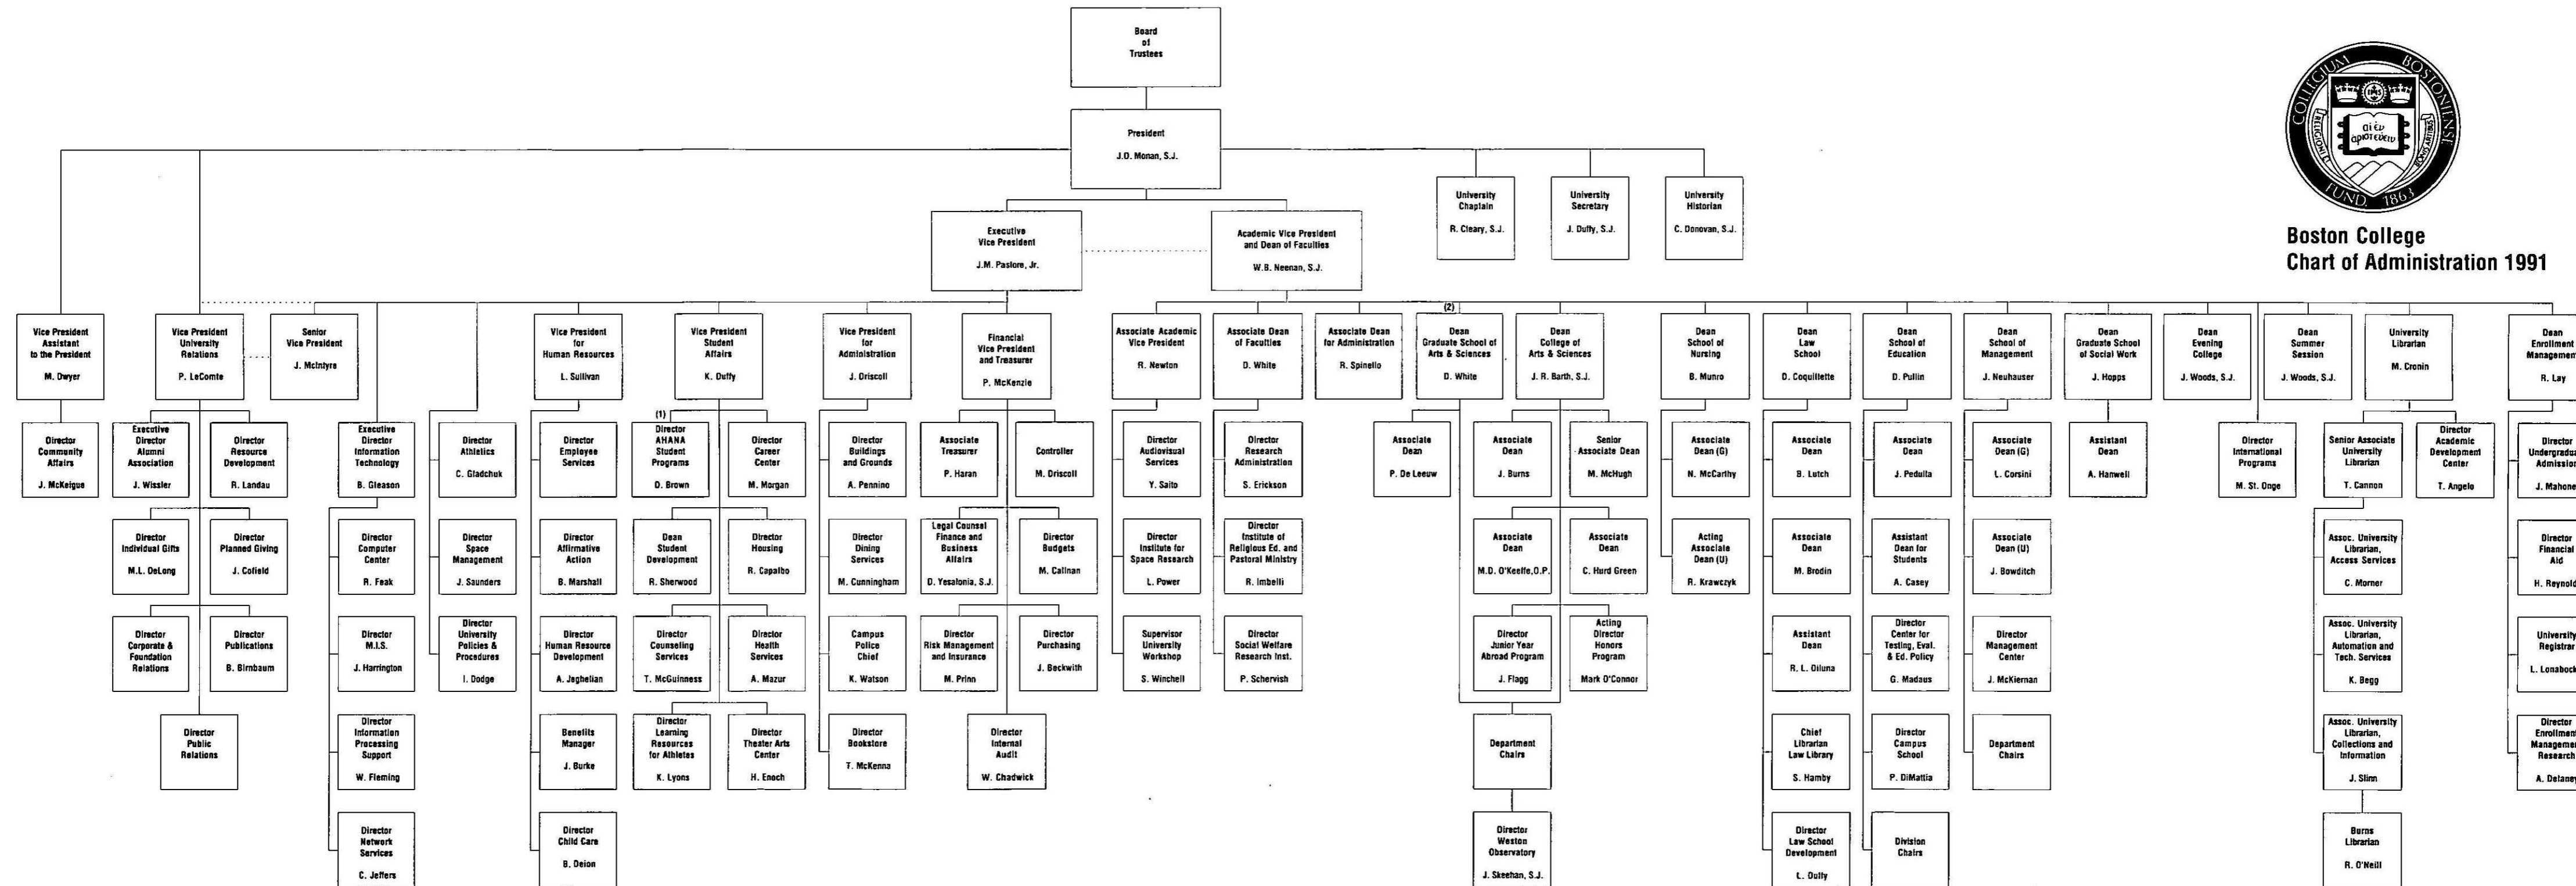 Board
of
Trustees
President
J.D. Monan, S.J.
COLLEGIUM BOSTONIENSE
FUND. 1863
RELIGIONI ET
BONIS ARTIBUS
IHS
αἰὲν
ἀριστεύειν
Boston College
Chart of Administration 1991
University
Chaplain
R. Cleary, S.J.
University
Secretary
J. Duffy, S.J.
University
Historian
C. Donovan, S.J.
Executive
Vice President
J.M. Pastore, Jr.
Academic Vice President
and Dean of Faculties
W.B. Neenan, S.J.
Vice President
Assistant
to the President
M. Dwyer
Vice President
University
Relations
P. LeComte
Senior
Vice President
J. McIntyre
Vice President
for
Human Resources
L. Sullivan
Vice President
Student
Affairs
K. Duffy
Vice President
for
Administration
J. Driscoll
Financial
Vice President
and Treasurer
P. McKenzie
Associate Academic
Vice President
R. Newton
Associate Dean
of Faculties
D. White
Associate Dean
for Administration
R. Spinello
(2)
Dean
Graduate School of
Arts & Sciences
D. White
Dean
College of
Arts & Sciences
J. R. Barth, S.J.
Dean
School of
Nursing
B. Munro
Dean
Law
School
D. Coquillette
Dean
School of
Education
D. Pullin
Dean
School of
Management
J. Neuhauser
Dean
Graduate School
of Social Work
J. Hopps
Dean
Evening
College
J. Woods, S.J.
Dean
Summer
Session
J. Woods, S.J.
University
Librarian
M. Cronin
Dean
Enrollment
Management
R. Lay
Director
Community
Affairs
J. McKeigue
Executive
Director
Alumni
Association
J. Wissler
Director
Resource
Development
R. Landau
Executive
Director
Information
Technology
B. Gleason
Director
Athletics
C. Gladchuk
Director
Employee
Services
(1)
Director
AHANA
Student
Programs
D. Brown
Director
Career
Center
M. Morgan
Director
Buildings
and Grounds
A. Pennino
Associate
Treasurer
P. Haran
Controller
M. Driscoll
Director
Audiovisual
Services
Y. Saito
Director
Research
Administration
S. Erickson
Associate
Dean
P. De Leeuw
Associate
Dean
J. Burns
Senior
Associate Dean
M. McHugh
Associate
Dean (G)
N. McCarthy
Associate
Dean
B. Lutch
Associate
Dean
J. Pedulla
Associate
Dean (G)
L. Corsini
Assistant
Dean
A. Hanwell
Director
International
Programs
M. St. Onge
Senior Associate
University
Librarian
T. Cannon
Director
Academic
Development
Center
T. Angelo
Director
Undergradua
Admission
J. Mahone
Director
Individual Gifts
M.L. DeLong
Director
Planned Giving
J. Cofield
Director
Computer
Center
R. Feak
Director
Space
Management
J. Saunders
Director
Affirmative
Action
B. Marshall
Dean
Student
Development
R. Sherwood
Director
Housing
R. Capalbo
Director
Dining
Services
M. Cunningham
Legal Counsel
Finance and
Business
Affairs
D. Yesalonia, S.J.
Director
Budgets
M. Callnan
Director
Institute for
Space Research
L. Power
Director
Institute of
Religious Ed. and
Pastoral Ministry
R. Imbelli
Associate
Dean
M.D. O'Keeffe,O.P.
Associate
Dean
C. Hurd Green
Acting
Associate
Dean (U)
R. Krawczyk
Associate
Dean
M. Brodin
Assistant
Dean for
Students
A. Casey
Associate
Dean (U)
J. Bowditch
Assoc. University
Librarian,
Access Services
C. Morner
Director
Financial
Aid
H. Reynold
Director
Corporate &
Foundation
Relations
Director
Publications
B. Birnbaum
Director
M.I.S.
J. Harrington
Director
University
Policies &
Procedures
I. Dodge
Director
Human Resource
Development
A. Jeghelian
Director
Counseling
Services
T. McGuinness
Director
Health
Services
A. Mazur
Campus
Police
Chief
K. Watson
Director
Risk Management
and Insurance
M. Prinn
Director
Purchasing
J. Beckwith
Supervisor
University
Workshop
S. Winchell
Director
Social Welfare
Research Inst.
P. Schervish
Director
Junior Year
Abroad Program
J. Flagg
Acting
Director
Honors
Program
Mark O'Connor
Assistant
Dean
R. L. Oiluna
Director
Center for
Testing, Eval.
& Ed. Policy
G. Madaus
Director
Management
Center
J. McKiernan
Assoc. University
Librarian,
Automation and
Tech. Services
K. Begg
University
Registrar
L. Lonabock
Director
Public
Relations
Director
Information
Processing
Support
W. Fleming
Benefits
Manager
J. Burke
Director
Learning
Resources
for Athletes
K. Lyons
Director
Theater Arts
Center
H. Enoch
Director
Bookstore
T. McKenna
Director
Internal
Audit
W. Chadwick
Department
Chairs
Chief
Librarian
Law Library
S. Hamby
Director
Campus
School
P. DiMattia
Department
Chairs
Assoc. University
Librarian,
Collections and
Information
J. Slinn
Director
Enrollment
Management
Research
A. Delaney
Director
Network
Services
C. Jeffers
Director
Child Care
B. Deion
Director
Weston
Observatory
J. Skeehan, S.J.
Director
Law School
Development
L. Duffy
Division
Chairs
Burns
Librarian
R. O'Neill